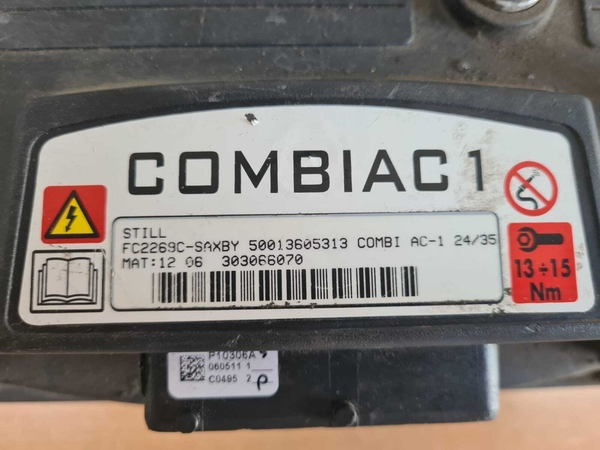 COMBIAC1
STILL
FC2269C-SAXBY 50013605313 COMBI AC-1 24/35
MAT:12 06 303066070
13÷15
Nm
P10306A
060511 1
C0495 2 P